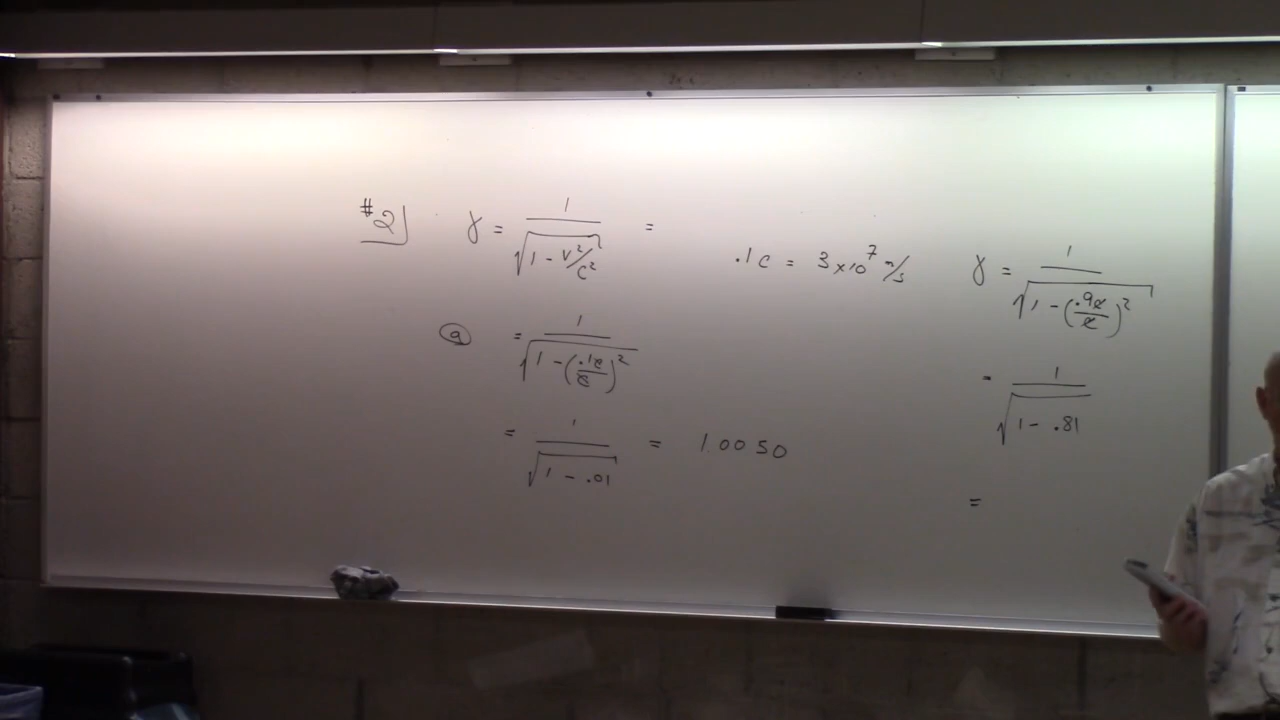 #2 γ = 1/√(1 - v²/c²) =
.1c = 3×10⁷ m/s
ⓐ = 1/√(1 - (.1c/c)²)
= 1/√(1 - .01) = 1.0050
γ = 1/√(1 - (.9c/c)²)
= 1/√(1 - .81)
=